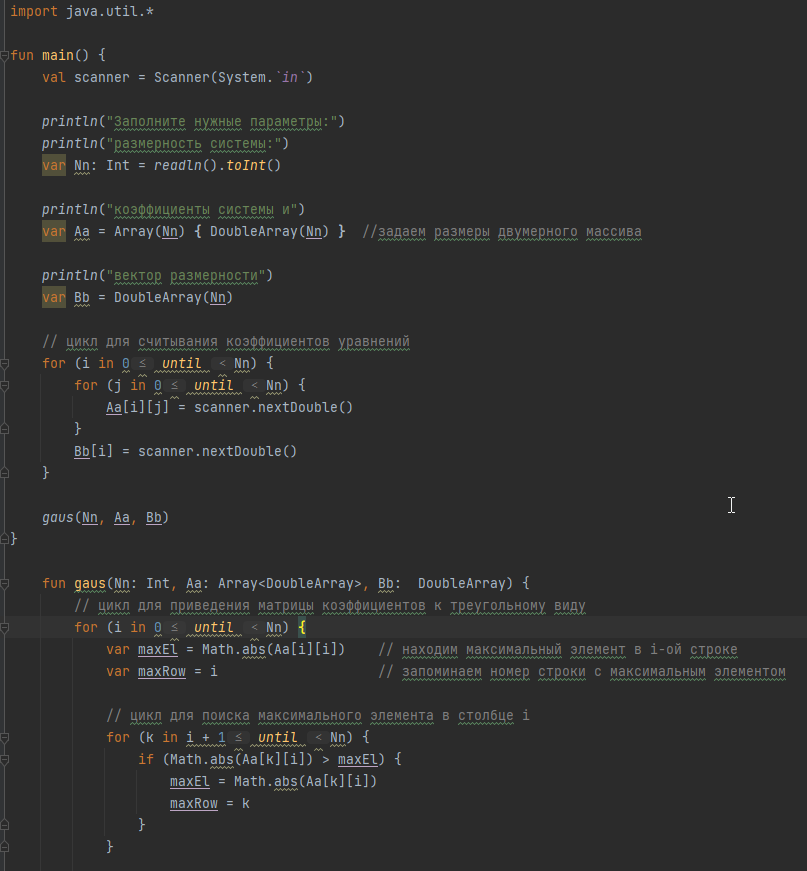 import java.util.*
fun main() {
val scanner = Scanner(System.`in`)
println("Заполните нужные параметры:")
println("размерность системы:")
var Nn: Int = readln().toInt()
println("коэффициенты системы и")
var Aa = Array(Nn) { DoubleArray(Nn) }  //задаем размеры двумерного массива
println("вектор размерности")
var Bb = DoubleArray(Nn)
// цикл для считывания коэффициентов уравнений
for (i in 0 ≤ until < Nn) {
for (j in 0 ≤ until < Nn) {
Aa[i][j] = scanner.nextDouble()
}
Bb[i] = scanner.nextDouble()
}
gaus(Nn, Aa, Bb)
}
fun gaus(Nn: Int, Aa: Array<DoubleArray>, Bb:  DoubleArray) {
// цикл для приведения матрицы коэффициентов к треугольному виду
for (i in 0 ≤ until < Nn) {
var maxEl = Math.abs(Aa[i][i])    // находим максимальный элемент в i-ой строке
var maxRow = i                    // запоминаем номер строки с максимальным элементом
// цикл для поиска максимального элемента в столбце i
for (k in i + 1 ≤ until < Nn) {
if (Math.abs(Aa[k][i]) > maxEl) {
maxEl = Math.abs(Aa[k][i])
maxRow = k
}
}